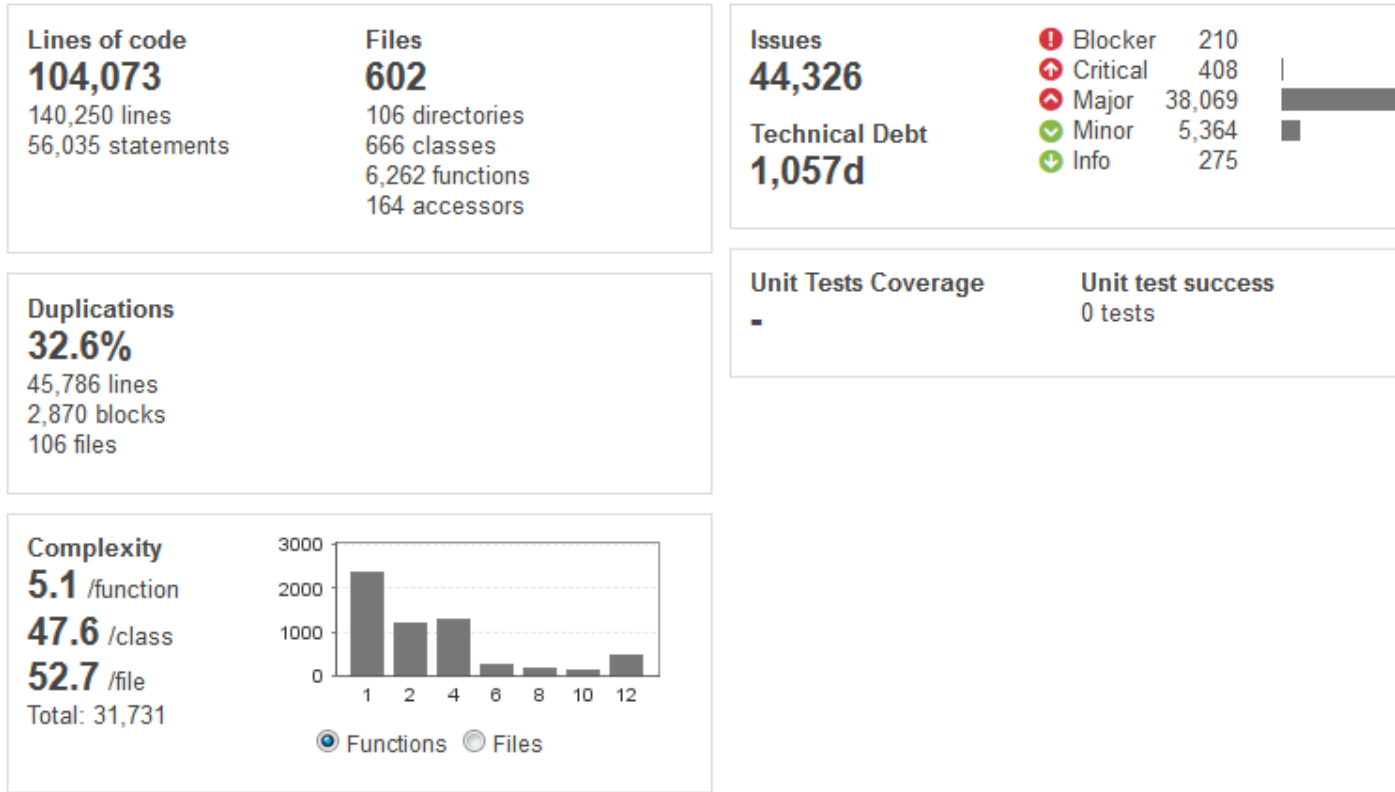 Lines of code
104,073
140,250 lines
56,035 statements
Files
602
106 directories
666 classes
6,262 functions
164 accessors
Duplications
32.6%
45,786 lines
2,870 blocks
106 files
Complexity
5.1 /function
47.6 /class
52.7 /file
Total: 31,731
3000
2000
1000
0
1 2 4 6 8 10 12
Functions Files
Issues
44,326
Technical Debt
1,057d
Blocker 210
Critical 408
Major 38,069
Minor 5,364
Info 275
Unit Tests Coverage
-
Unit test success
0 tests